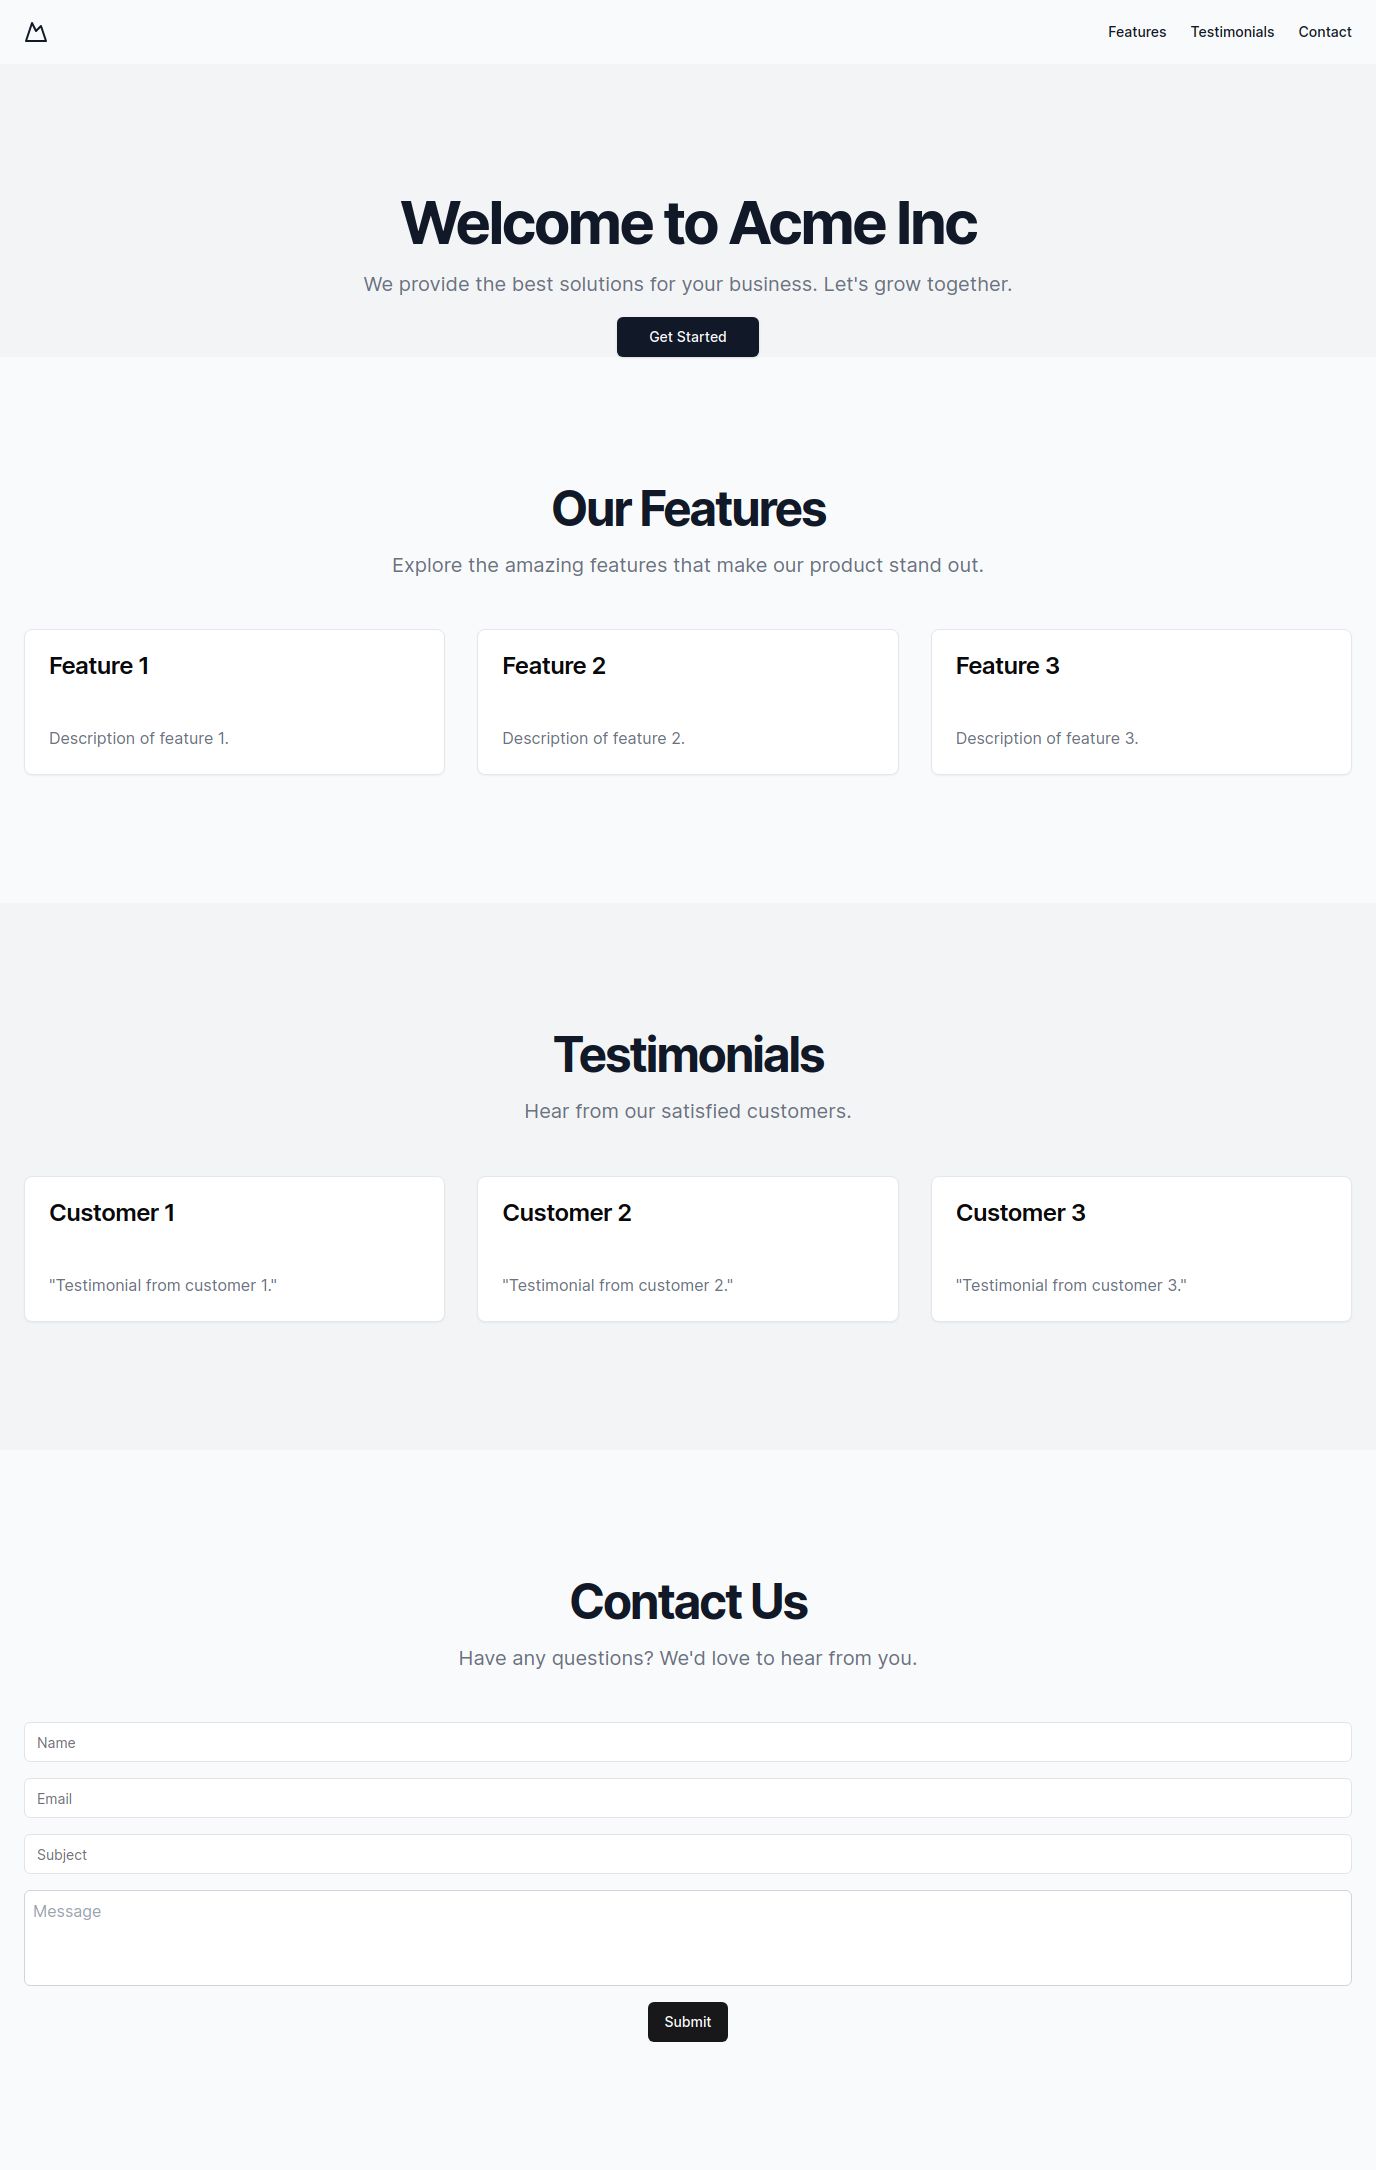 Features Testimonials Contact
Welcome to Acme Inc
We provide the best solutions for your business. Let's grow together.
Get Started
Our Features
Explore the amazing features that make our product stand out.
Feature 1
Description of feature 1.
Feature 2
Description of feature 2.
Feature 3
Description of feature 3.
Testimonials
Hear from our satisfied customers.
Customer 1
"Testimonial from customer 1."
Customer 2
"Testimonial from customer 2."
Customer 3
"Testimonial from customer 3."
Contact Us
Have any questions? We'd love to hear from you.
Name
Email
Subject
Message
Submit